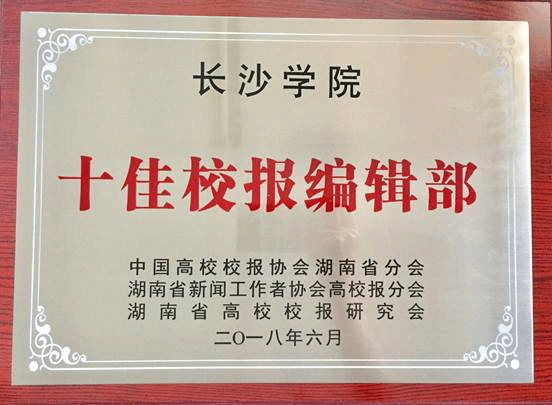 长沙学院
十佳校报编辑部
中国高校校报协会湖南省分会
湖南省新闻工作者协会高校报分会
湖南省高校校报研究会
二〇一八年六月